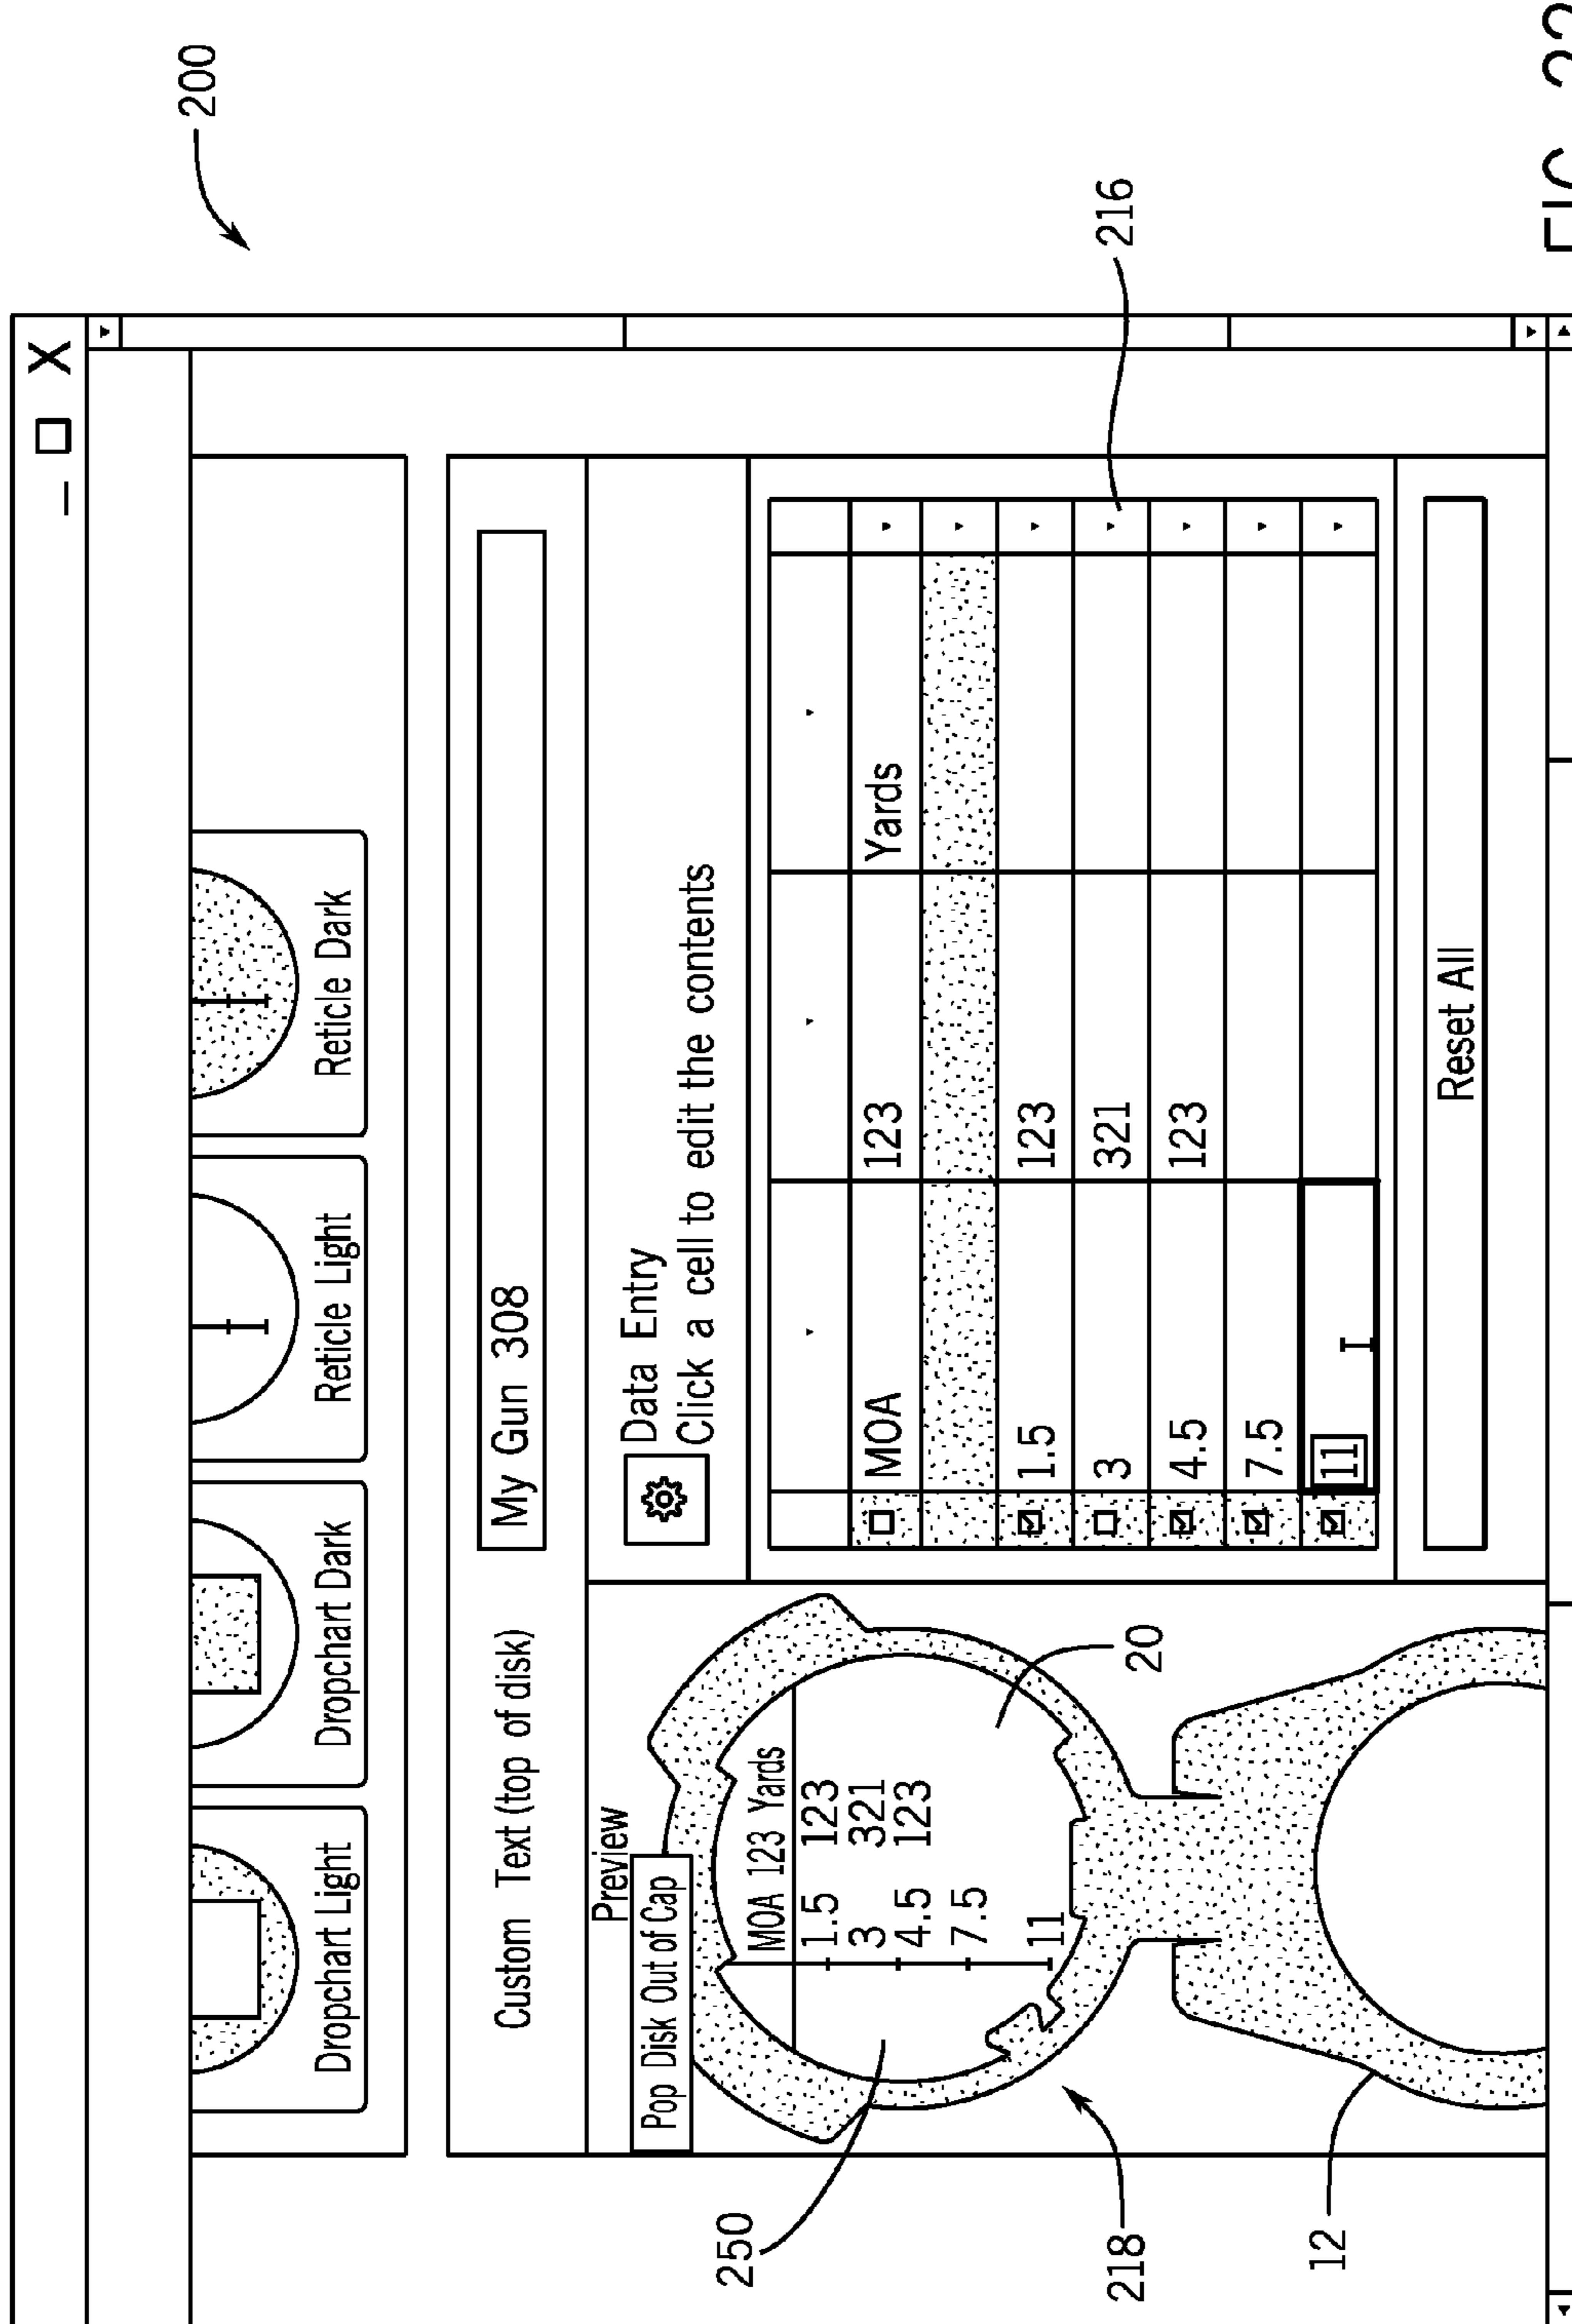 200
_ □ X
Dropchart Light
Dropchart Dark
Reticle Light
Reticle Dark
Custom Text (top of disk)
My Gun 308
Preview
Pop Disk Out of Cap
Data Entry
Click a cell to edit the contents
MOA 123 Yards
1.5 123
3 321
4.5 123
7.5
11
MOA 123 Yards
1.5 123
3 321
4.5 123
7.5
11
Reset All
250
218
12
20
216